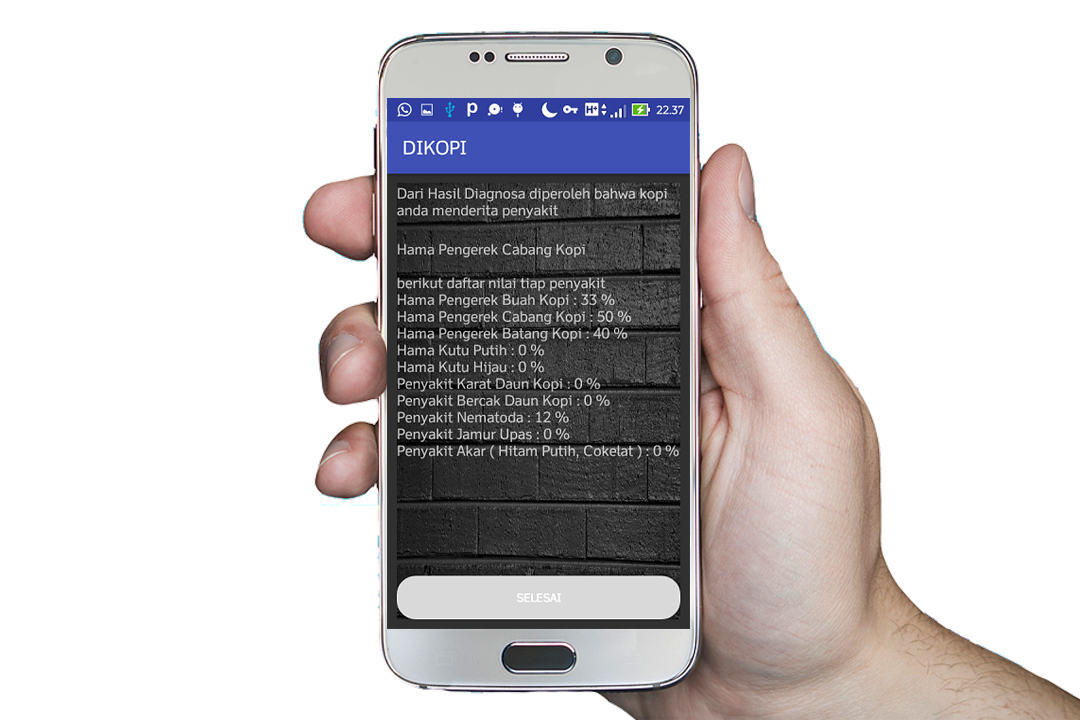 22.37
DIKOPI
Dari Hasil Diagnosa diperoleh bahwa kopi
anda menderita penyakit
Hama Pengerek Cabang Kopi
berikut daftar nilai tiap penyakit
Hama Pengerek Buah Kopi : 33 %
Hama Pengerek Cabang Kopi : 50 %
Hama Pengerek Batang Kopi : 40 %
Hama Kutu Putih : 0 %
Hama Kutu Hijau : 0 %
Penyakit Karat Daun Kopi : 0 %
Penyakit Bercak Daun Kopi : 0 %
Penyakit Nematoda : 12 %
Penyakit Jamur Upas : 0 %
Penyakit Akar ( Hitam Putih, Cokelat ) : 0 %
SELESAI